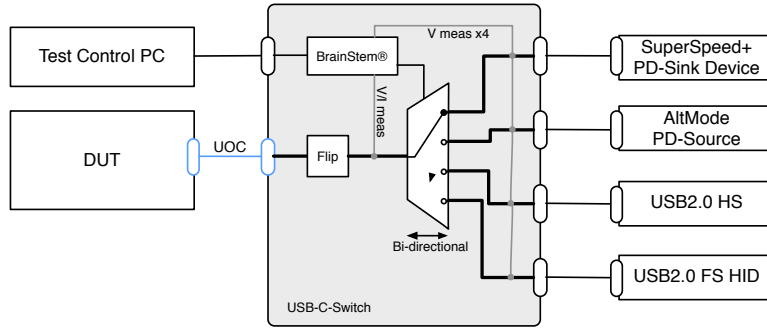 Test Control PC
BrainStem®
V meas x4
SuperSpeed+
PD-Sink Device
V/I meas
AltMode
PD-Source
DUT
UOC
Flip
USB2.0 HS
Bi-directional
USB2.0 FS HID
USB-C-Switch